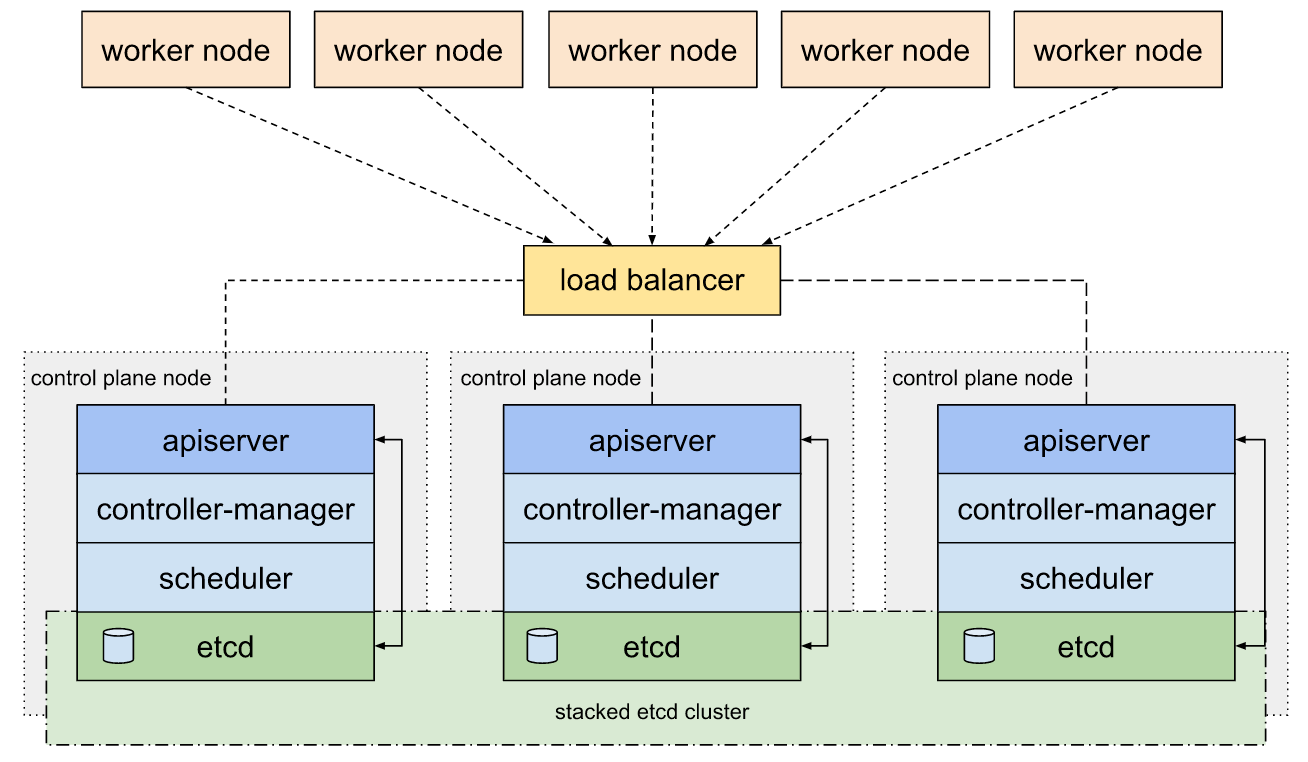 worker node
worker node
worker node
worker node
worker node
load balancer
control plane node
control plane node
control plane node
apiserver
apiserver
apiserver
controller-manager
controller-manager
controller-manager
scheduler
scheduler
scheduler
etcd
etcd
etcd
stacked etcd cluster